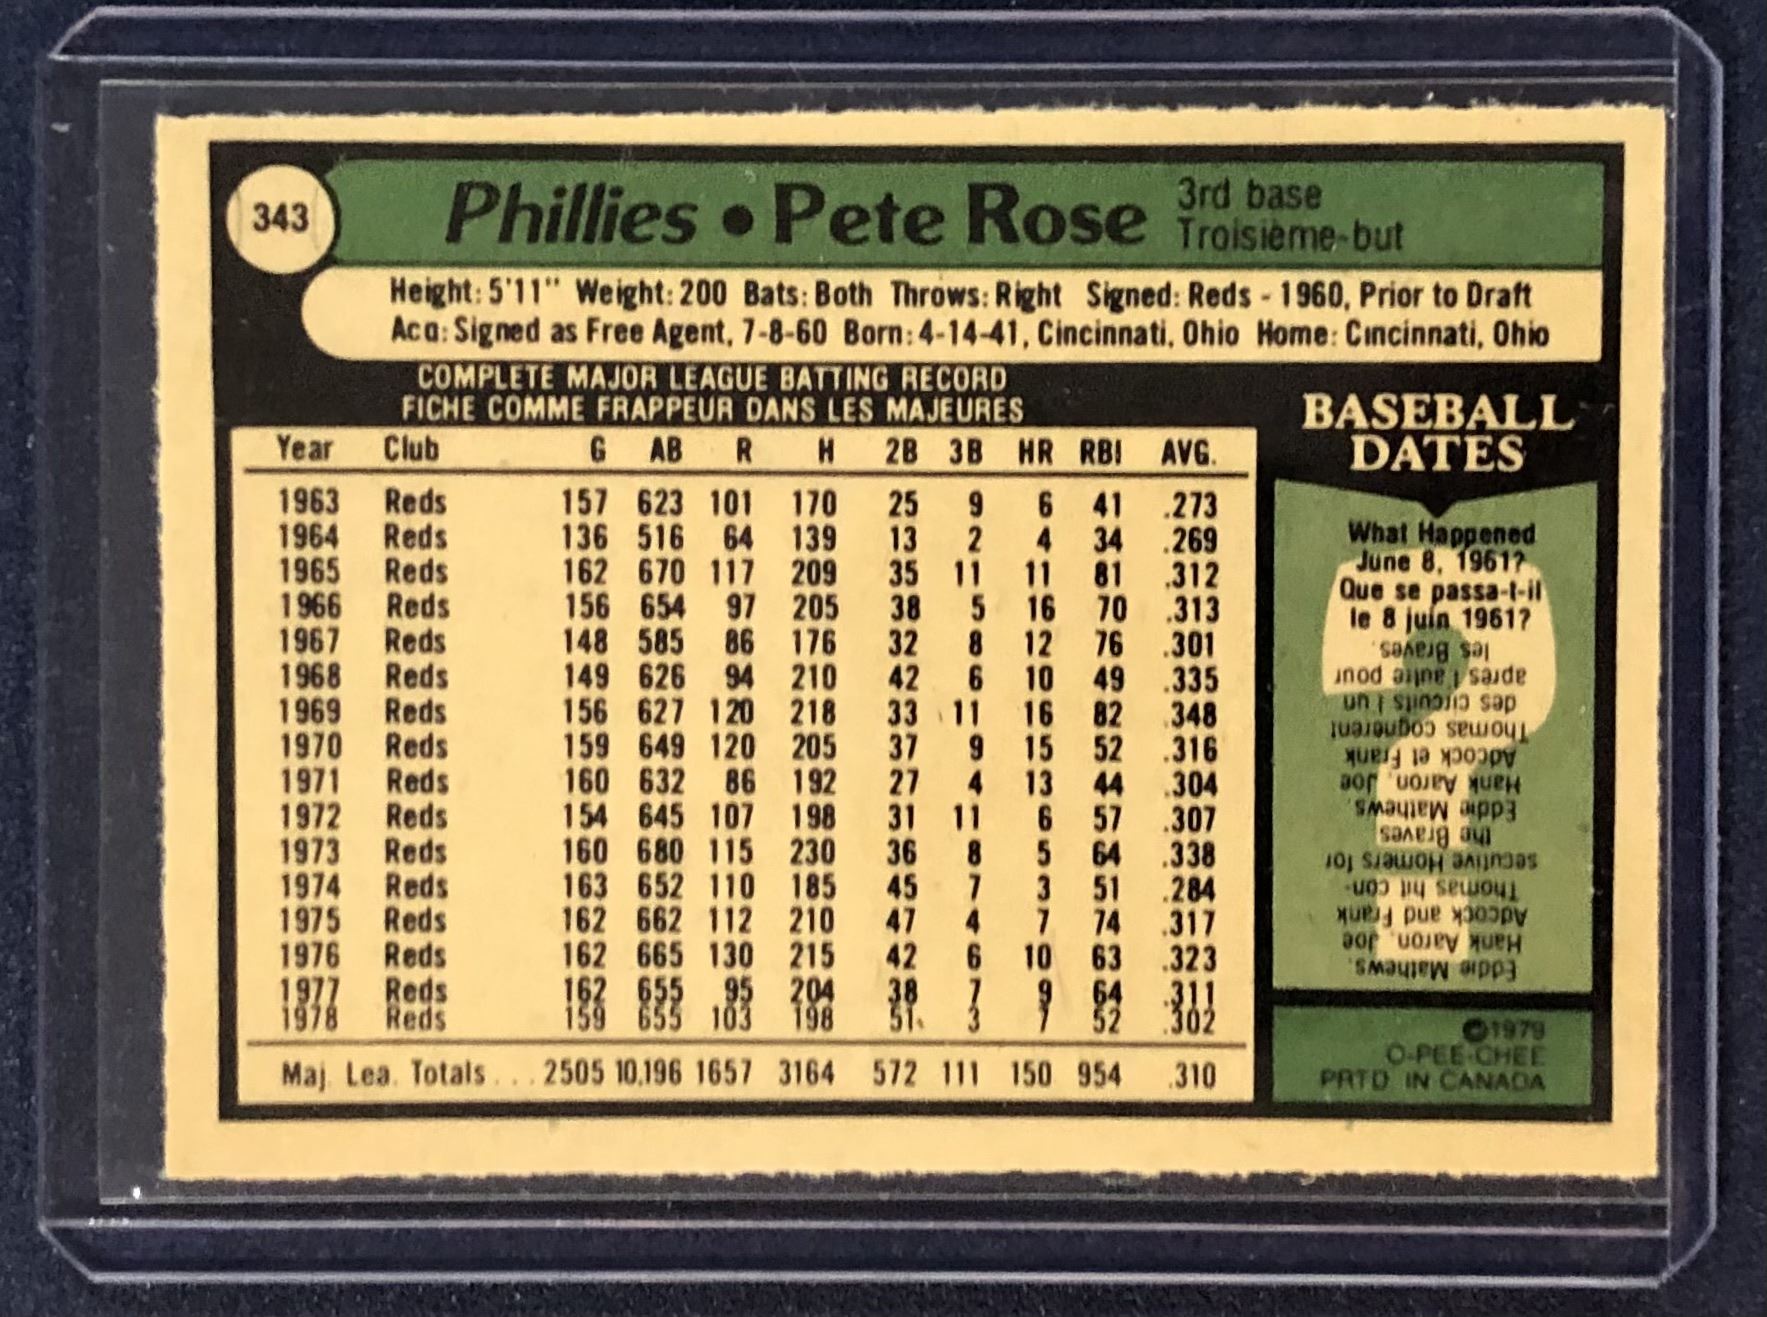 343
Phillies • Pete Rose 3rd base
Troisième-but
Height: 5'11" Weight: 200 Bats: Both Throws: Right Signed: Reds - 1960, Prior to Draft
Acq: Signed as Free Agent, 7-8-60 Born: 4-14-41, Cincinnati, Ohio Home: Cincinnati, Ohio
COMPLETE MAJOR LEAGUE BATTING RECORD
FICHE COMME FRAPPEUR DANS LES MAJEURES
Year Club G AB R H 2B 3B HR RBI AVG.
1963 Reds 157 623 101 170 25 9 6 41 .273
1964 Reds 136 516 64 139 13 2 4 34 .269
1965 Reds 162 670 117 209 35 11 11 81 .312
1966 Reds 156 654 97 205 38 5 16 70 .313
1967 Reds 148 585 86 176 32 8 12 76 .301
1968 Reds 149 626 94 210 42 6 10 49 .335
1969 Reds 156 627 120 218 33 11 16 82 .348
1970 Reds 159 649 120 205 37 9 15 52 .316
1971 Reds 160 632 86 192 27 4 13 44 .304
1972 Reds 154 645 107 198 31 11 6 57 .307
1973 Reds 160 680 115 230 36 8 5 64 .338
1974 Reds 163 652 110 185 45 7 3 51 .284
1975 Reds 162 662 112 210 47 4 7 74 .317
1976 Reds 162 665 130 215 42 6 10 63 .323
1977 Reds 162 655 95 204 38 7 9 64 .311
1978 Reds 159 655 103 198 51 3 7 52 .302
Maj. Lea. Totals ... 2505 10,196 1657 3164 572 111 150 954 .310
BASEBALL
DATES
What Happened
June 8, 1961?
Que se passa-t-il
le 8 juin 1961?
Eddie Mathews,
Hank Aaron, Joe
Adcock and Frank
Thomas hit con-
secutive Homers for
the Braves
Eddie Mathews,
Hank Aaron, Joe
Adcock et Frank
Thomas cognèrent
des circuits l'un
après l'autre pour
les Braves.
©1979
O-PEE-CHEE
PRTD. IN CANADA